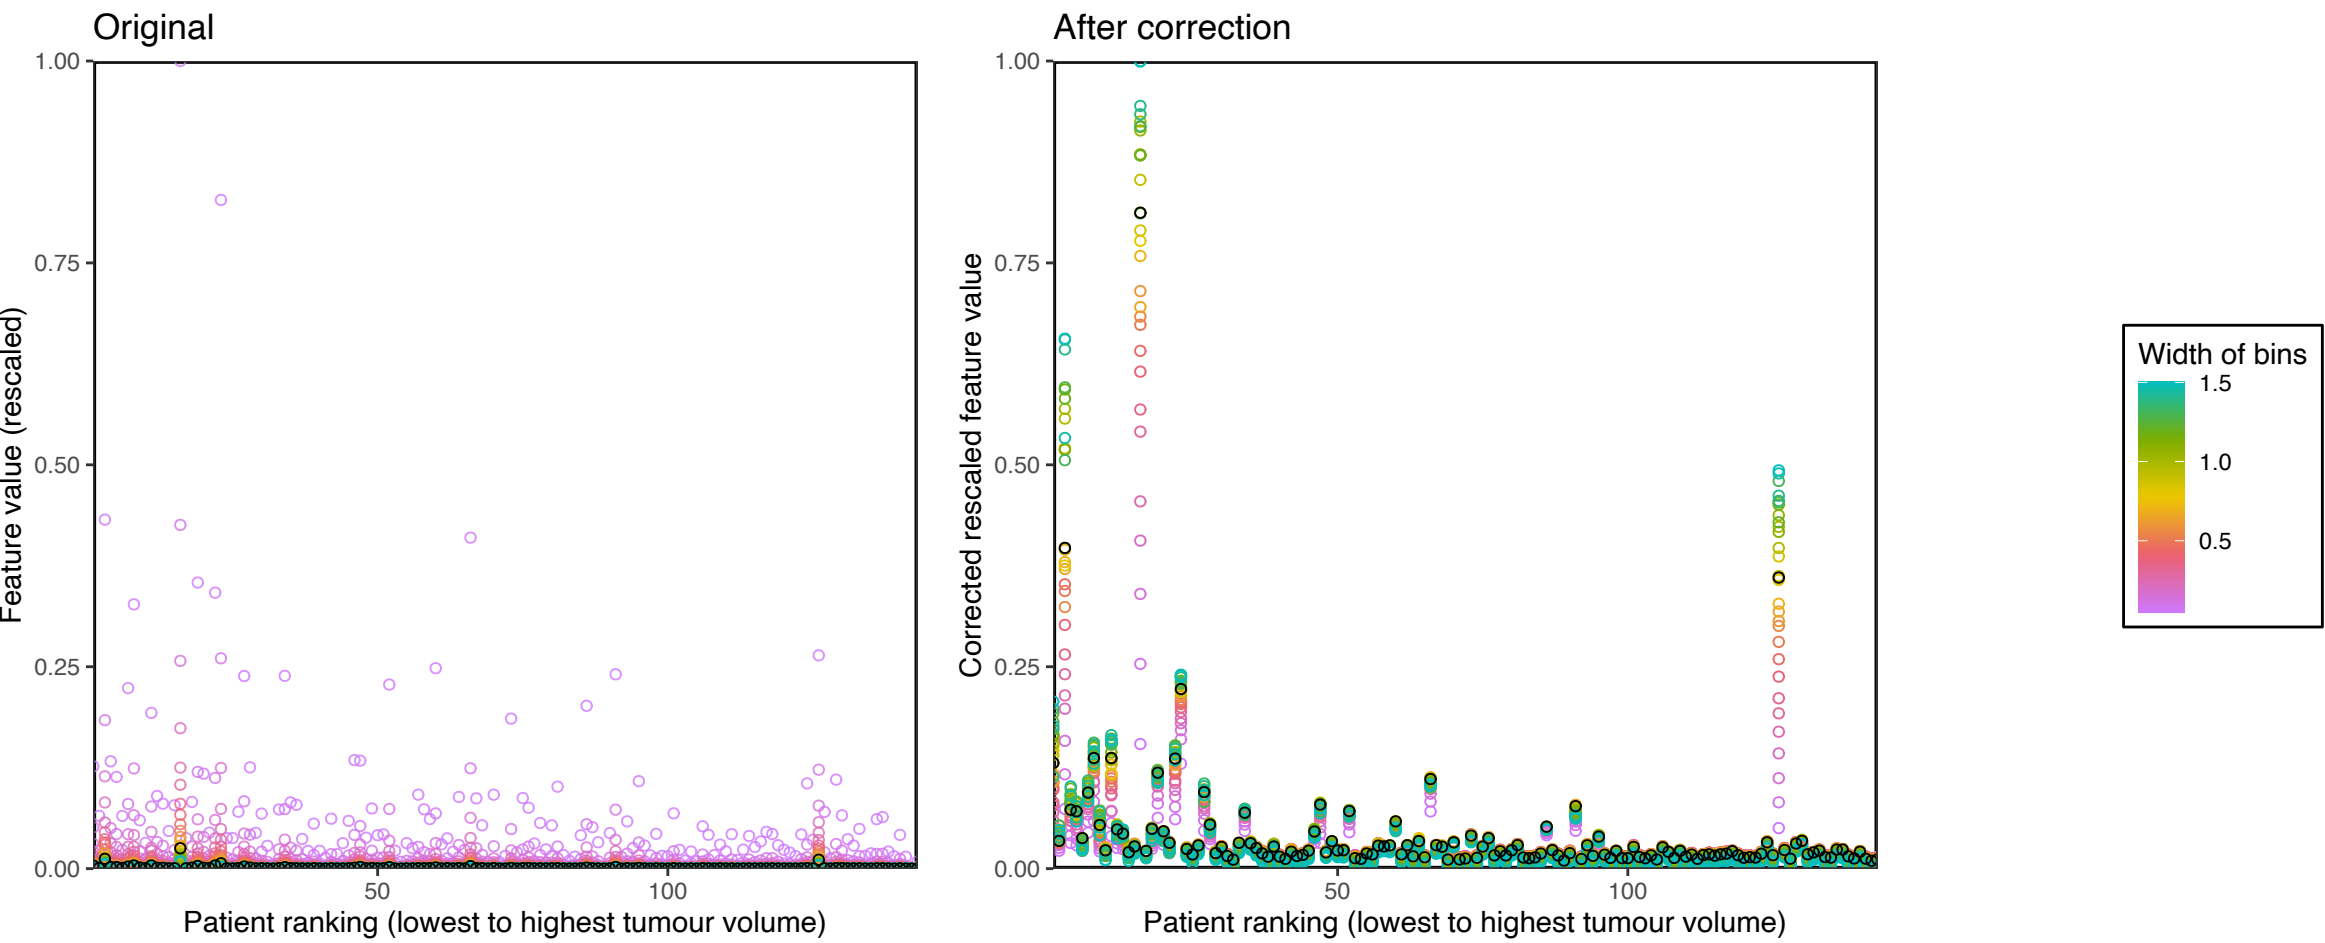 Original
After correction
1.00
0.75
0.50
0.25
0.00
Feature value (rescaled)
50
100
Patient ranking (lowest to highest tumour volume)
1.00
0.75
0.50
0.25
0.00
Corrected rescaled feature value
50
100
Patient ranking (lowest to highest tumour volume)
Width of bins
1.5
1.0
0.5